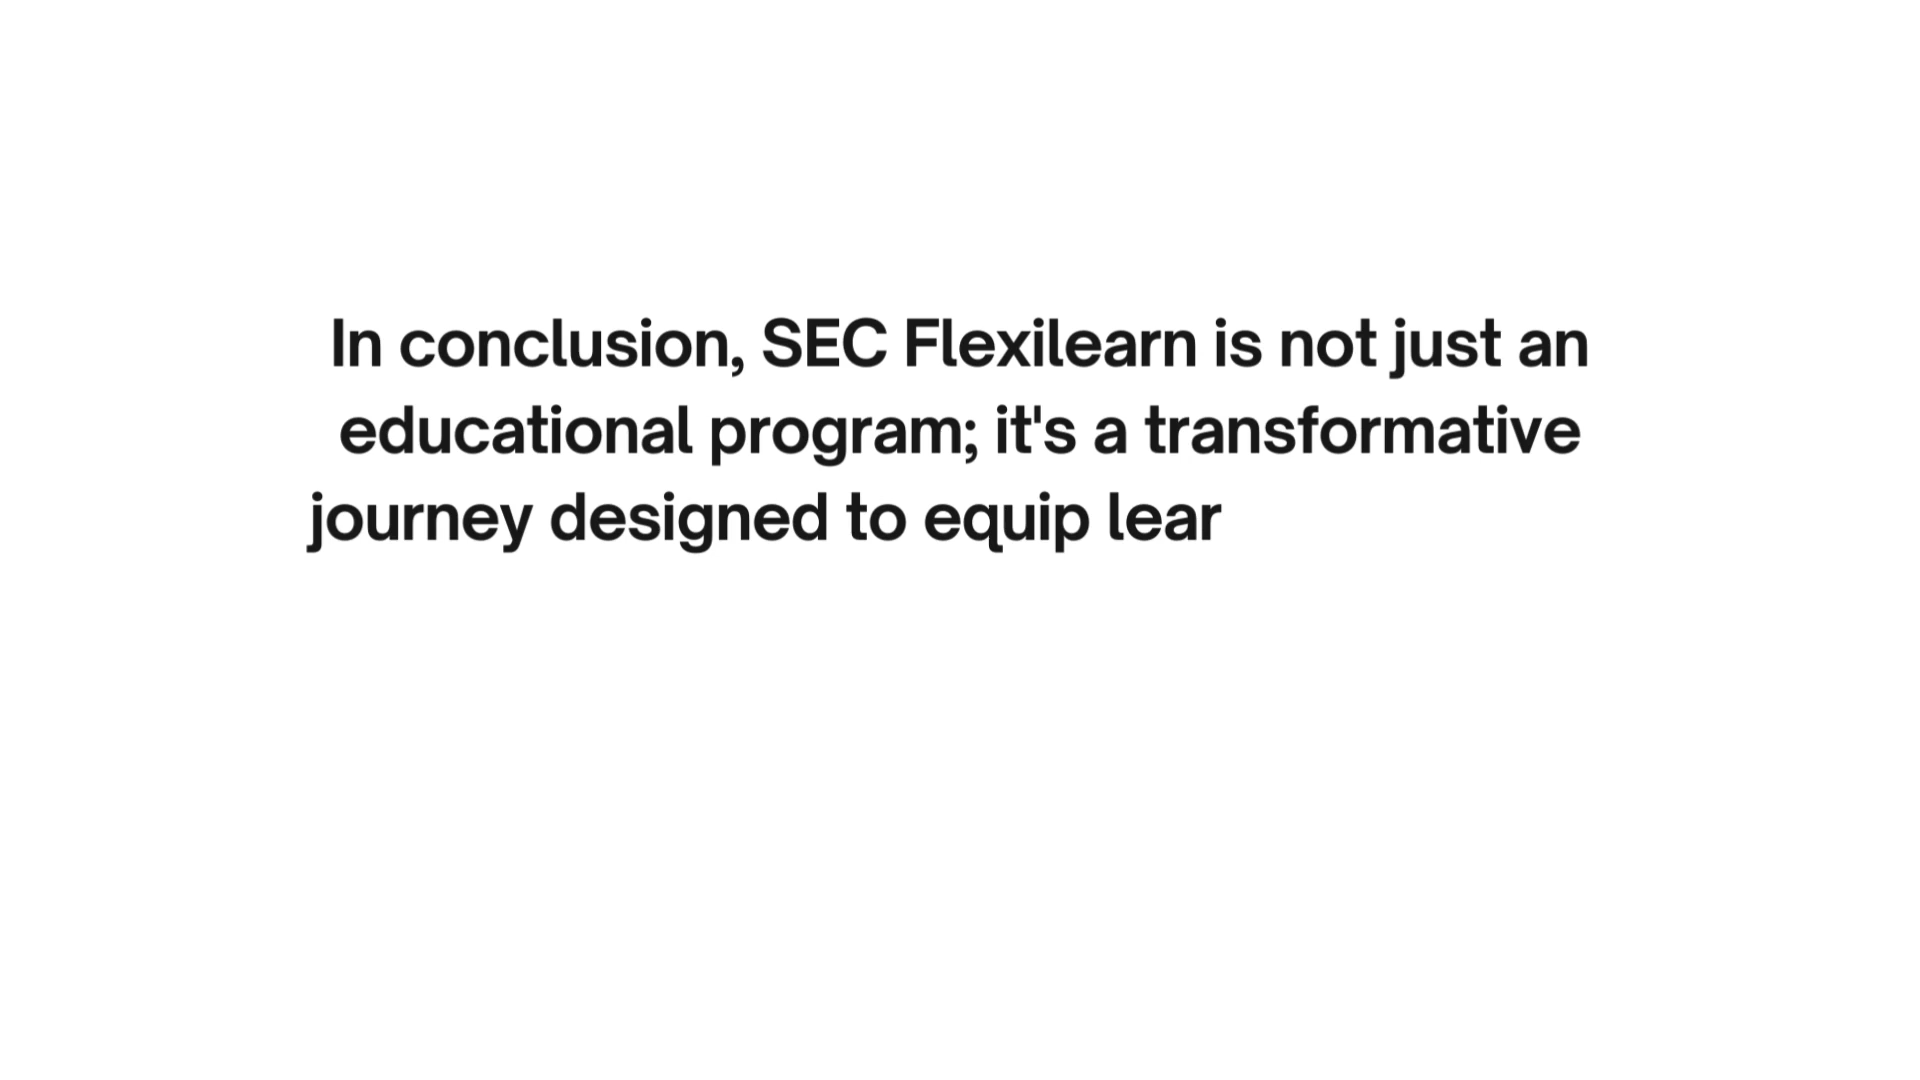 In conclusion, SEC Flexilearn is not just an
educational program; it's a transformative
journey designed to equip lear